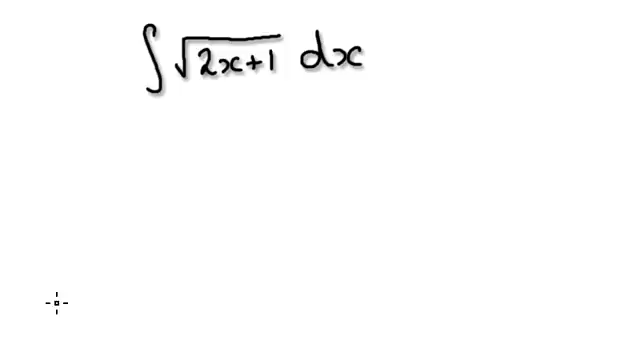 ∫ √(2x+1) dx